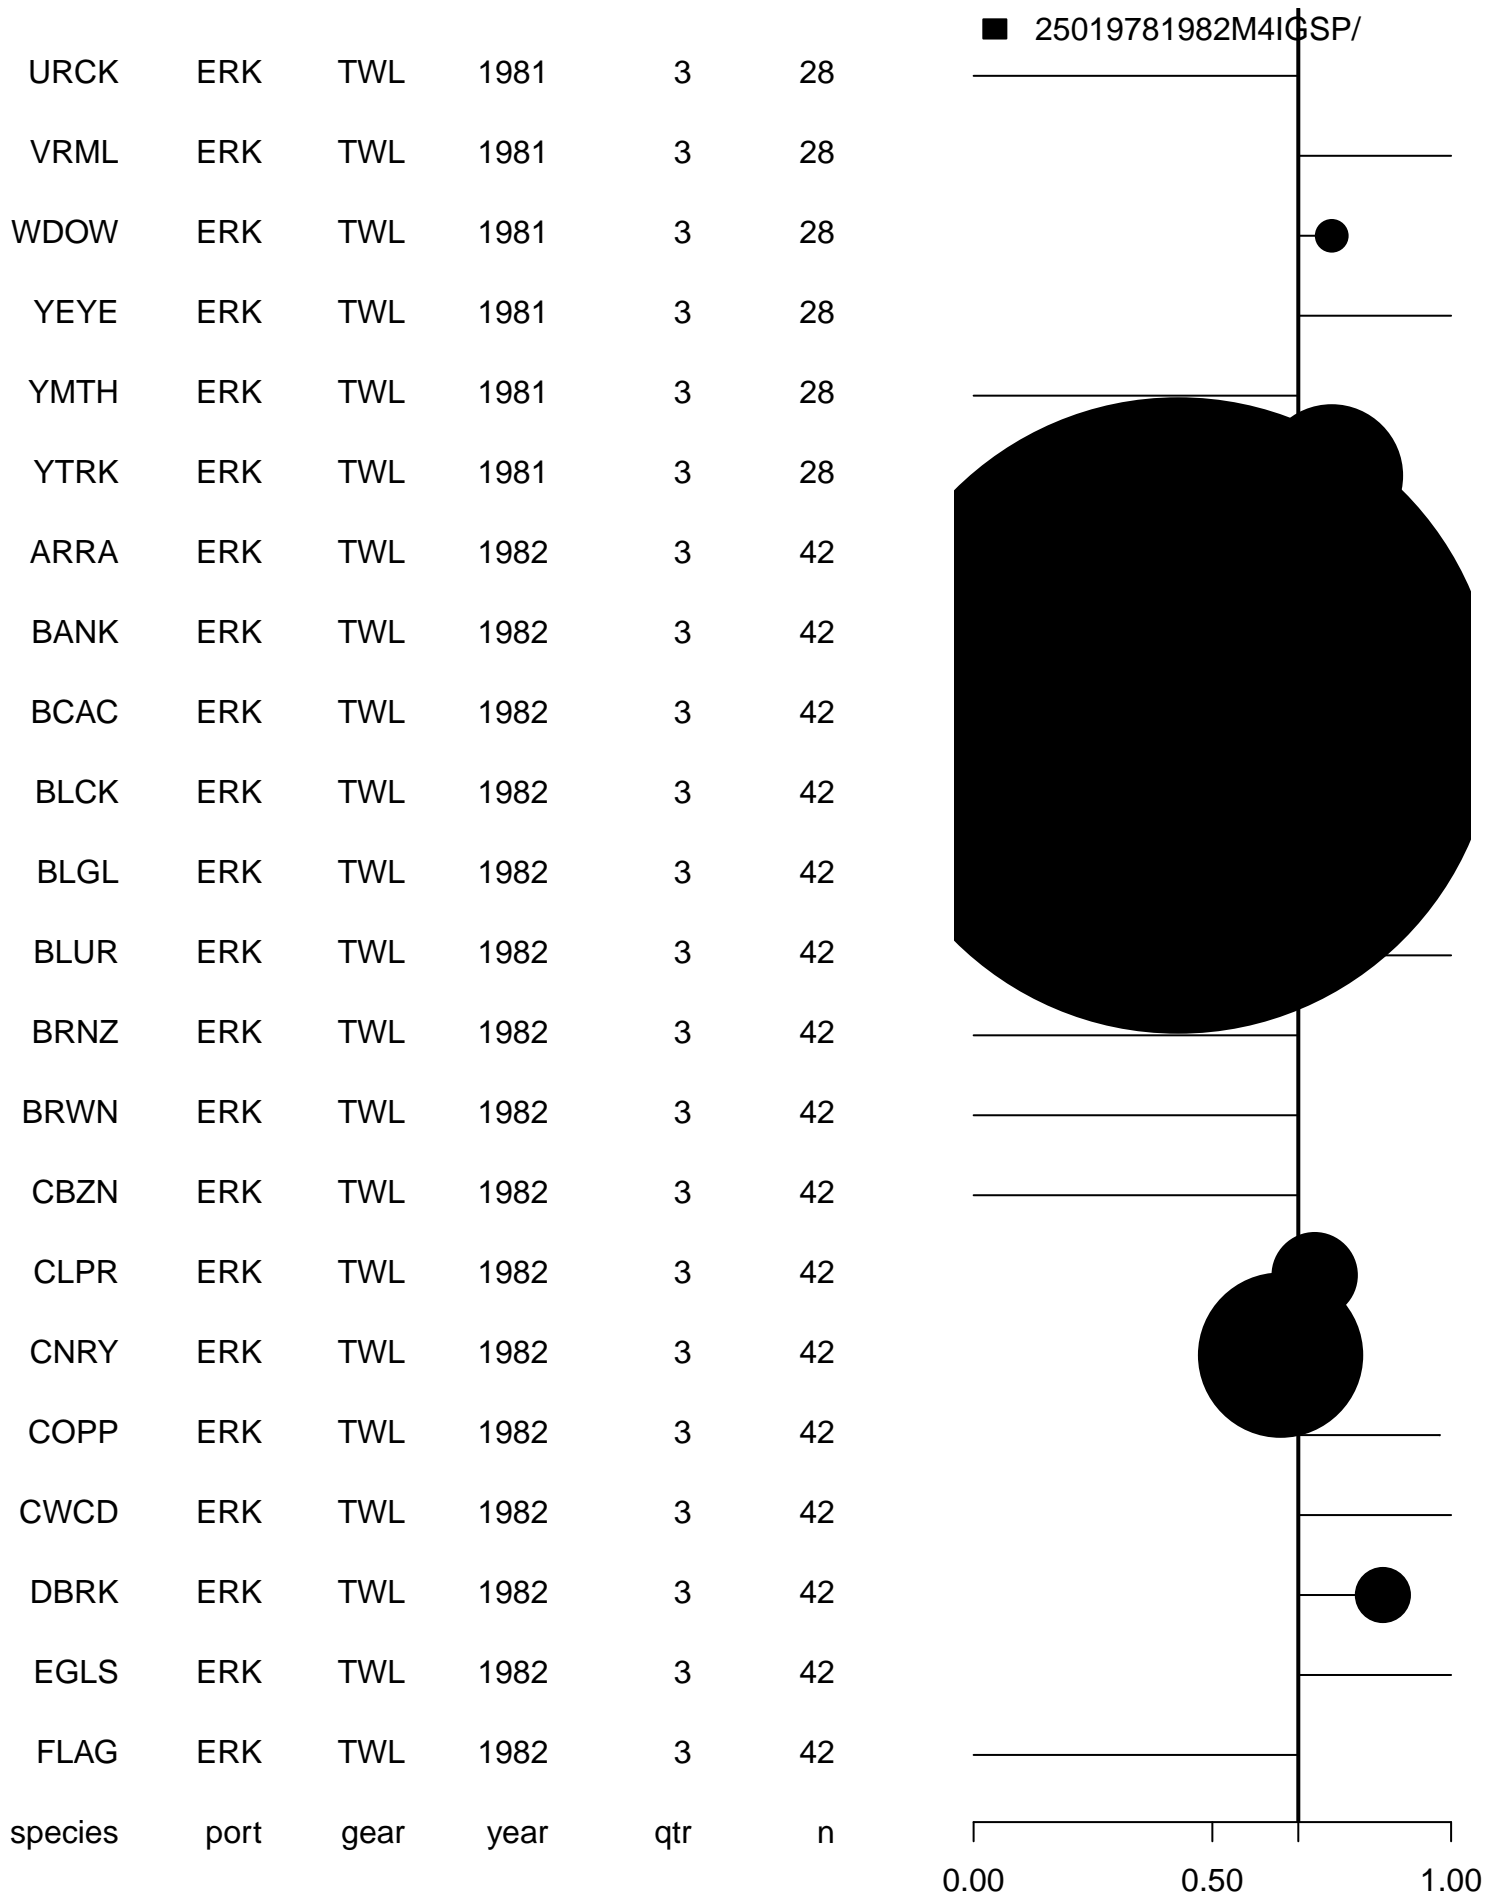 25019781982M4IGSP/
URCK ERK TWL 1981 3 28
VRML ERK TWL 1981 3 28
WDOW ERK TWL 1981 3 28
YEYE ERK TWL 1981 3 28
YMTH ERK TWL 1981 3 28
YTRK ERK TWL 1981 3 28
ARRA ERK TWL 1982 3 42
BANK ERK TWL 1982 3 42
BCAC ERK TWL 1982 3 42
BLCK ERK TWL 1982 3 42
BLGL ERK TWL 1982 3 42
BLUR ERK TWL 1982 3 42
BRNZ ERK TWL 1982 3 42
BRWN ERK TWL 1982 3 42
CBZN ERK TWL 1982 3 42
CLPR ERK TWL 1982 3 42
CNRY ERK TWL 1982 3 42
COPP ERK TWL 1982 3 42
CWCD ERK TWL 1982 3 42
DBRK ERK TWL 1982 3 42
EGLS ERK TWL 1982 3 42
FLAG ERK TWL 1982 3 42
species port gear year qtr n
0.00 0.50 1.00